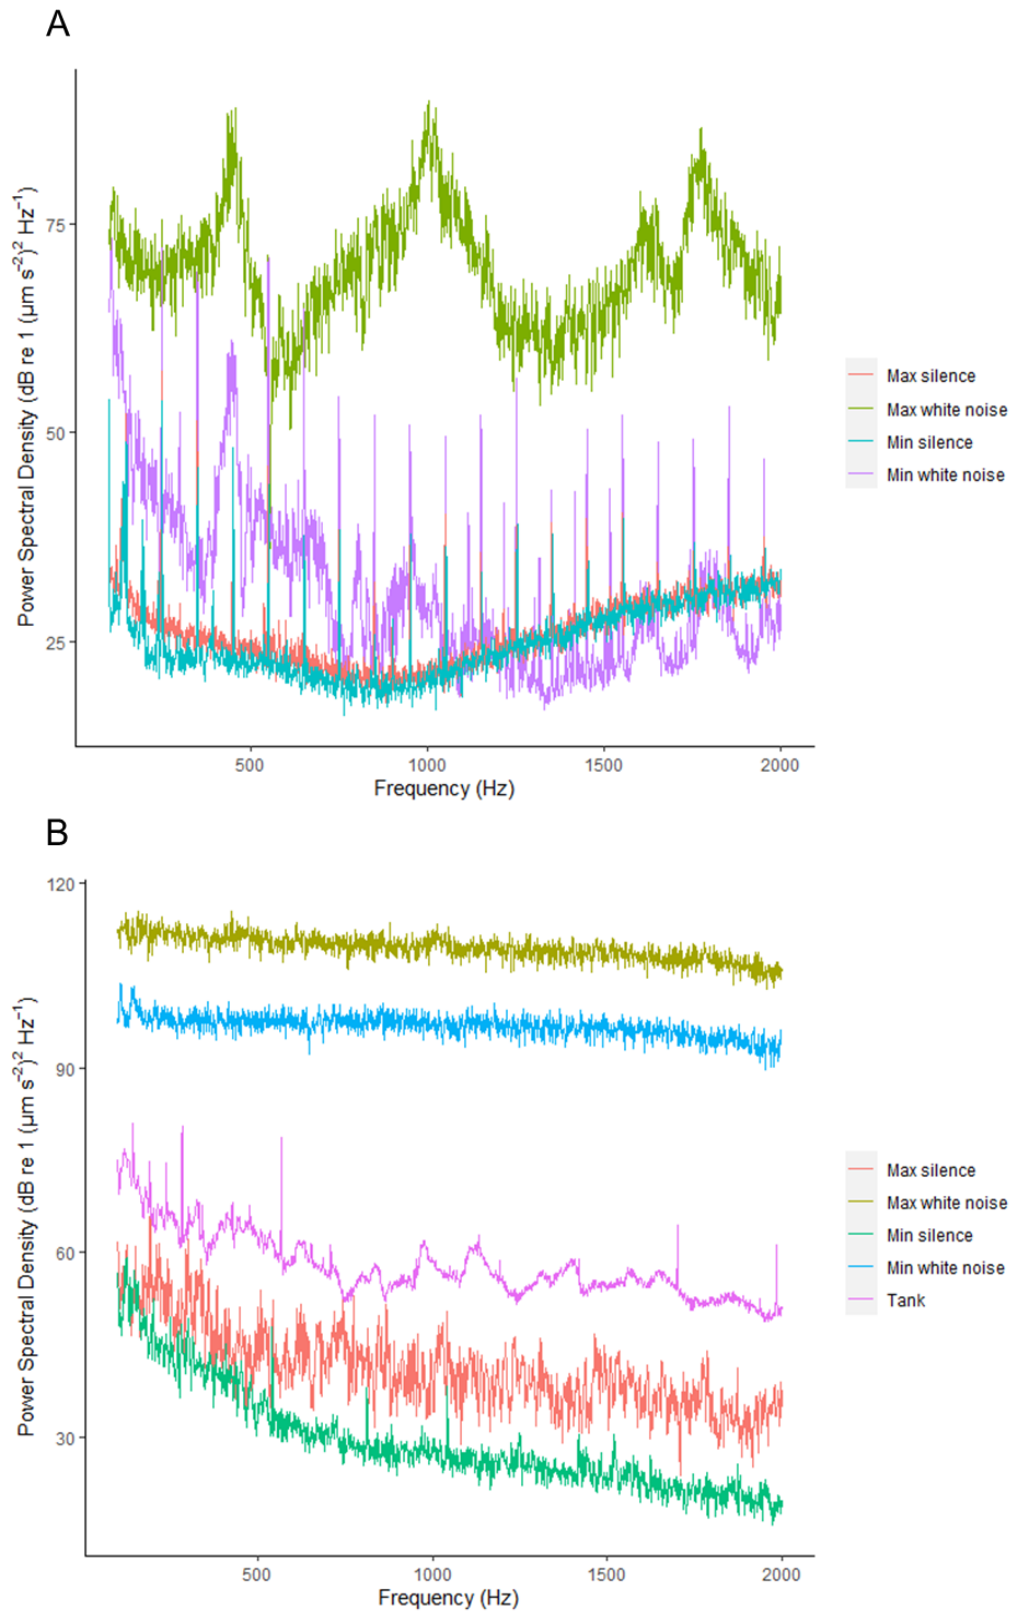 A
Power Spectral Density (dB re 1 (μm s⁻²)² Hz⁻¹)
75
50
25
500
1000
1500
2000
Frequency (Hz)
Max silence
Max white noise
Min silence
Min white noise
B
Power Spectral Density (dB re 1 (μm s⁻²)² Hz⁻¹)
120
90
60
30
500
1000
1500
2000
Frequency (Hz)
Max silence
Max white noise
Min silence
Min white noise
Tank